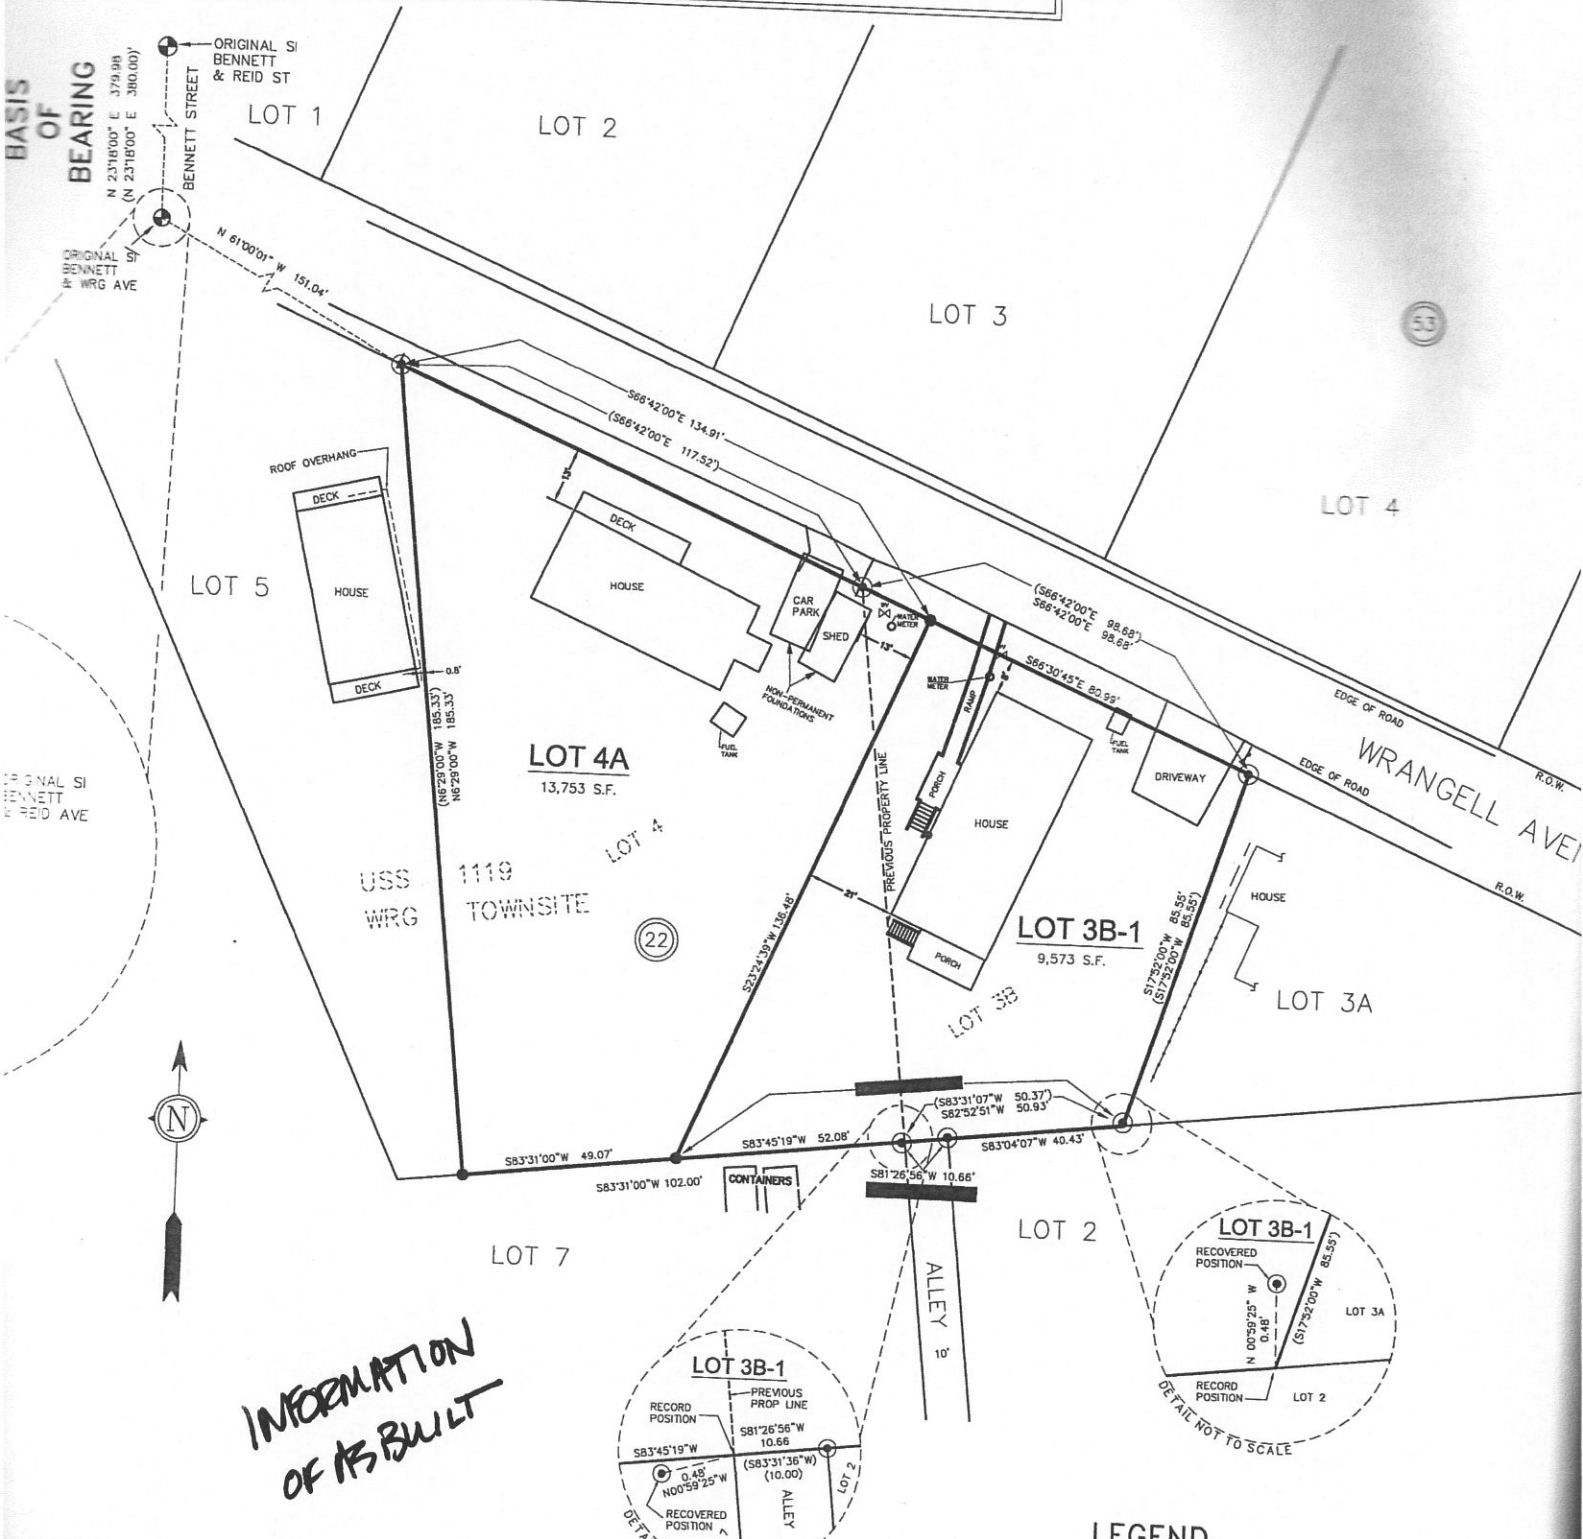 BASIS
OF
BEARING
N 23°18'00" E 379.98
(N 23°18'00" E 380.00)'
BENNETT STREET
ORIGINAL SI
BENNETT
& REID ST
ORIGINAL SI
BENNETT
& WRG AVE
N 61°00'01" W 151.04'
LOT 1
LOT 2
LOT 3
LOT 4
53
S66°42'00"E 134.91'
(S66°42'00"E 117.52')
(S66°42'00"E 98.68')
S66°42'00"E 98.68'
S66°30'45"E 80.99'
EDGE OF ROAD
EDGE OF ROAD
WRANGELL AVE
R.O.W.
R.O.W.
ROOF OVERHANG
DECK
HOUSE
DECK
0.8'
LOT 5
(N6°29'00"W 185.33')
N6°29'00"W 185.33'
12'
DECK
HOUSE
CAR
PARK
SHED
NON-PERMANENT
FOUNDATIONS
FUEL
TANK
WATER
METER
13'
WATER
METER
RAMP
PORCH
HOUSE
PORCH
21'
FUEL
TANK
DRIVEWAY
PREVIOUS PROPERTY LINE
LOT 4A
13,753 S.F.
LOT 4
USS 1119
WRG TOWNSITE
22
S23°24'39"W 136.48'
LOT 3B-1
9,573 S.F.
LOT 3B
S17°52'00"W 85.55'
(S17°52'00"W 85.55')
HOUSE
LOT 3A
ORIGINAL SI
BENNETT
& REID AVE
N
(S83°31'07"W 50.37')
S82°52'51"W 50.93'
S83°31'00"W 49.07'
S83°45'19"W 52.08'
S83°04'07"W 40.43'
S83°31'00"W 102.00'
CONTAINERS
S81°26'56"W 10.66'
LOT 7
LOT 2
ALLEY
10'
INFORMATION
OF AS BUILT
LOT 3B-1
PREVIOUS
PROP LINE
RECORD
POSITION
S83°45'19"W
S81°26'56"W
10.66
(S83°31'36"W)
(10.00)
0.48'
N00°59'25"W
RECOVERED
POSITION
ALLEY
LOT 2
DETA
LOT 3B-1
RECOVERED
POSITION
N 00°59'25" W
0.48'
(S17°52'00"W 85.55')
LOT 3A
RECORD
POSITION
LOT 2
DETAIL NOT TO SCALE
LEGEND